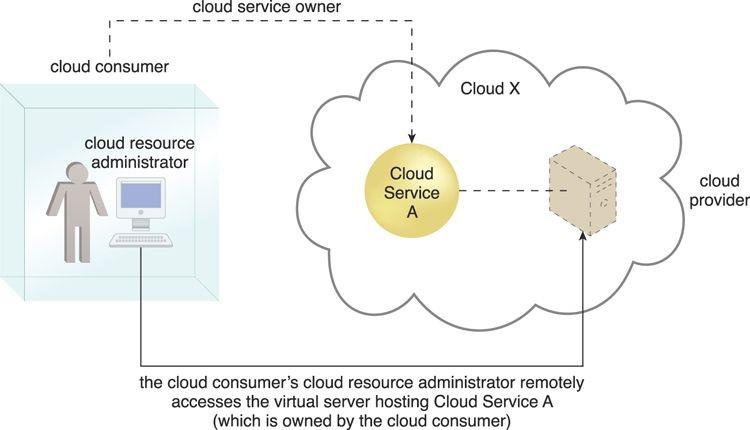 cloud service owner
cloud consumer
cloud resource
administrator
Cloud X
Cloud
Service
A
cloud
provider
the cloud consumer’s cloud resource administrator remotely
accesses the virtual server hosting Cloud Service A
(which is owned by the cloud consumer)